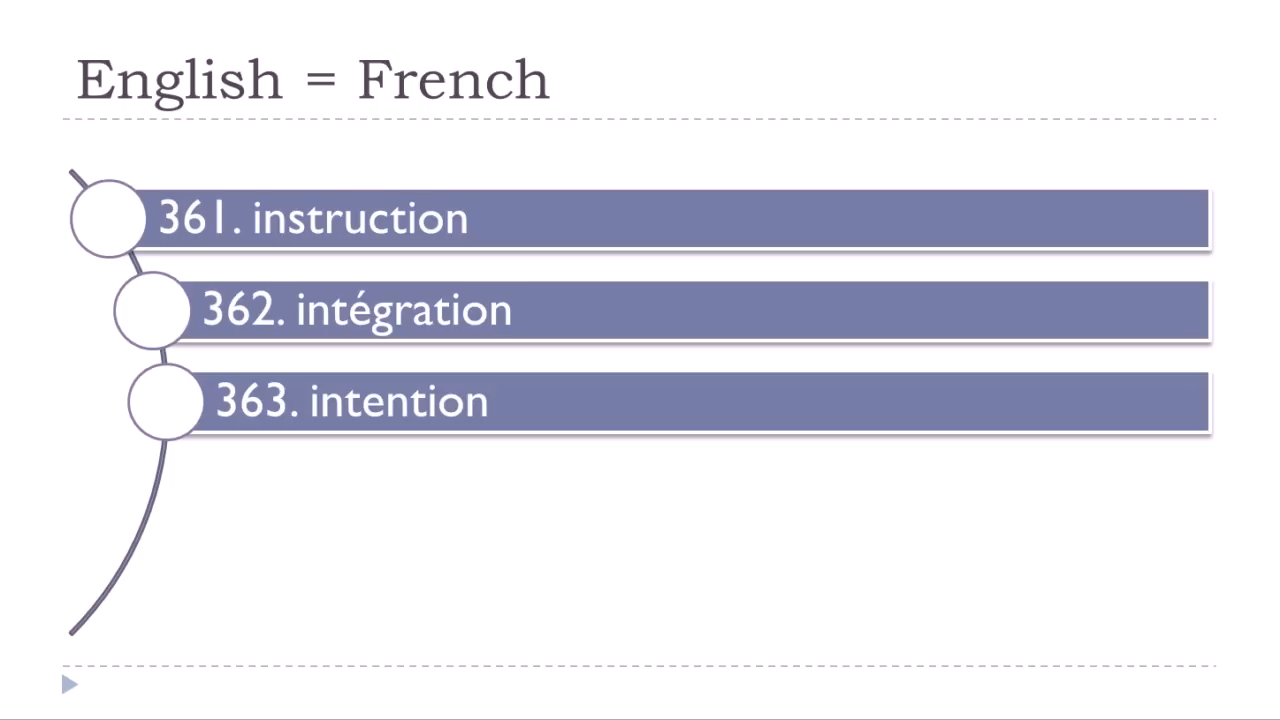 English = French
361. instruction
362. intégration
363. intention